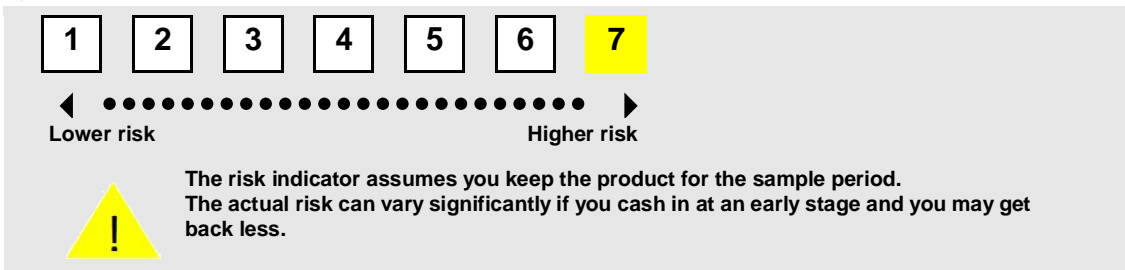 1 2 3 4 5 6 7
Lower risk Higher risk
The risk indicator assumes you keep the product for the sample period.
The actual risk can vary significantly if you cash in at an early stage and you may get
back less.
!